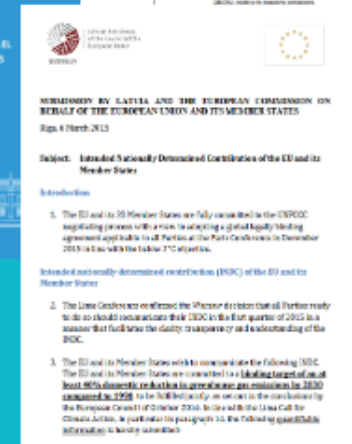 Latvian Presidency
of the Council of the
European Union
SUBMISSION BY LATVIA AND THE EUROPEAN COMMISSION ON
BEHALF OF THE EUROPEAN UNION AND ITS MEMBER STATES
Riga, 6 March 2015
Subject: Intended Nationally Determined Contribution of the EU and its
Member States
Introduction
1. The EU and its 28 Member States are fully committed to the UNFCCC
negotiating process with a view to adopting a global legally binding
agreement applicable to all Parties at the Paris Conference in December
2015 in line with the below 2°C objective.
Intended nationally determined contribution (INDC) of the EU and its
Member States
2. The Lima Conference confirmed the Warsaw decision that all Parties ready
to do so should communicate their INDC in the first quarter of 2015 in a
manner that facilitates the clarity, transparency and understanding of the
INDC.
3. The EU and its Member States wish to communicate the following INDC.
The EU and its Member States are committed to a binding target of an at
least 40% domestic reduction in greenhouse gas emissions by 2030
compared to 1990, to be fulfilled jointly, as set out in the conclusions by
the European Council of October 2014. In line with the Lima Call for
Climate Action, in particular its paragraph 14, the following quantifiable
information is hereby submitted: